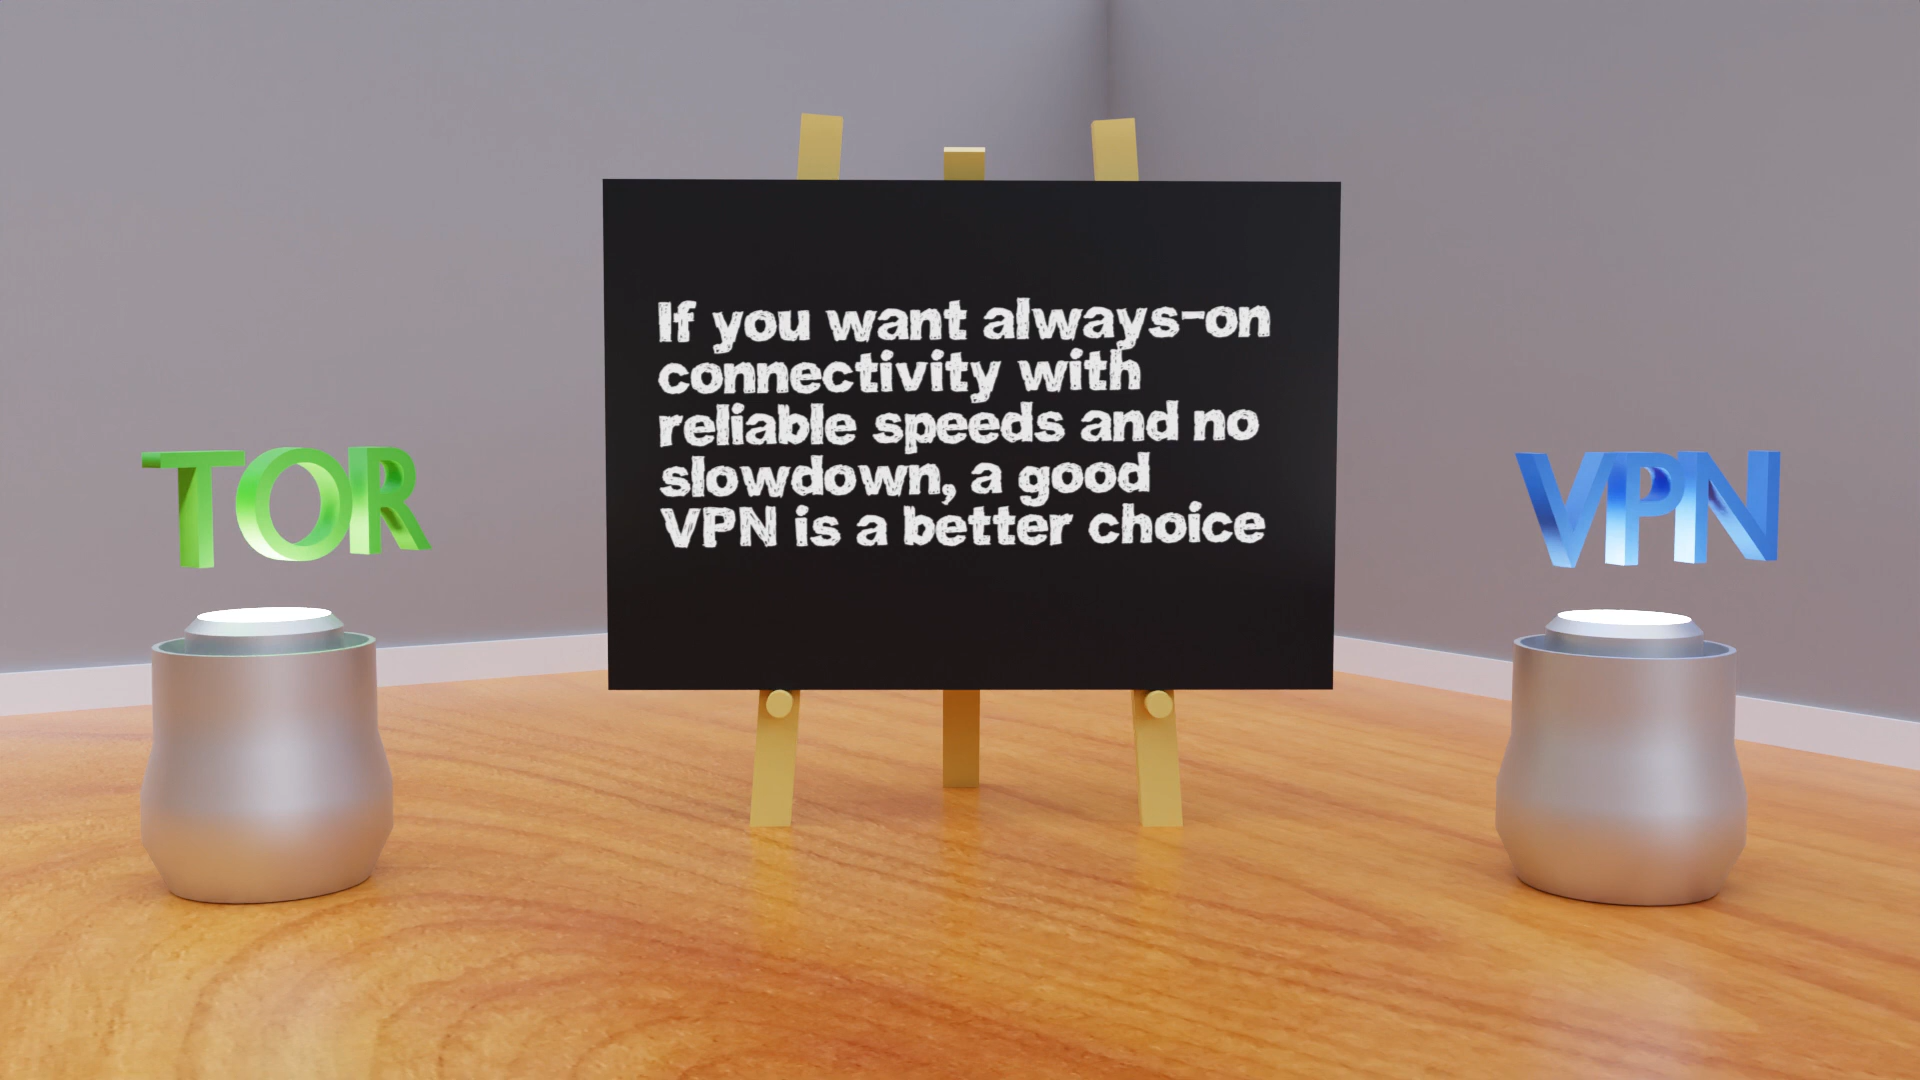 If you want always-on
connectivity with
reliable speeds and no
slowdown, a good
VPN is a better choice
TOR
VPN